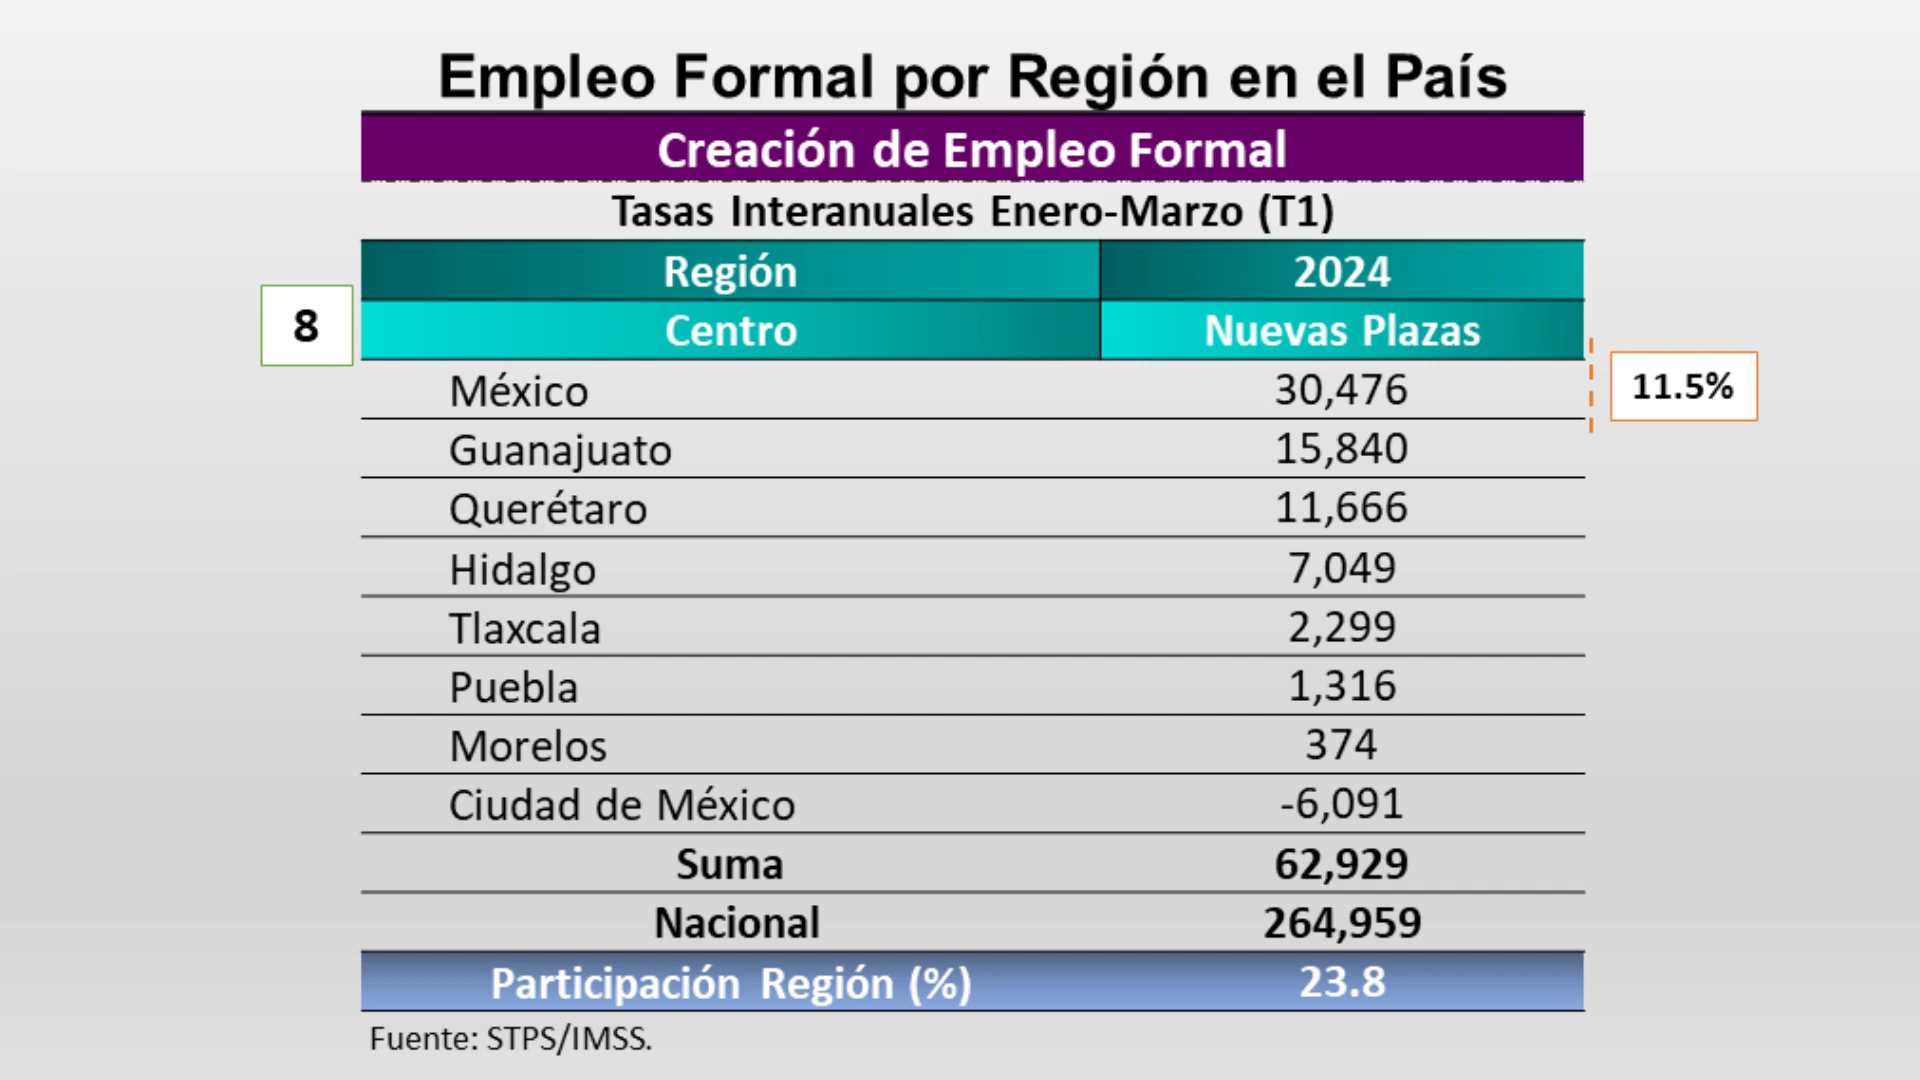 Empleo Formal por Región en el País
Creación de Empleo Formal
Tasas Interanuales Enero-Marzo (T1)
Región 2024
8 Centro Nuevas Plazas
México 30,476 11.5%
Guanajuato 15,840
Querétaro 11,666
Hidalgo 7,049
Tlaxcala 2,299
Puebla 1,316
Morelos 374
Ciudad de México -6,091
Suma 62,929
Nacional 264,959
Participación Región (%) 23.8
Fuente: STPS/IMSS.